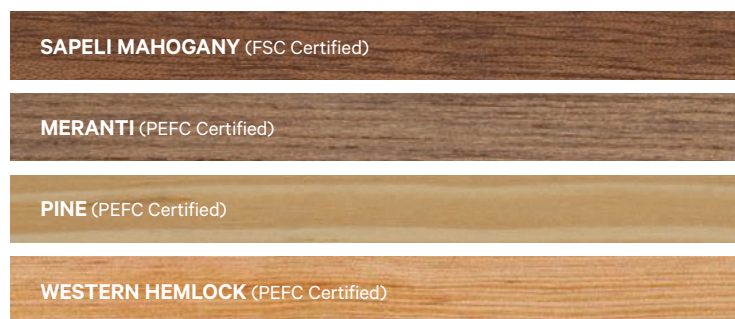 SAPELI MAHOGANY (FSC Certified)
MERANTI (PEFC Certified)
PINE (PEFC Certified)
WESTERN HEMLOCK (PEFC Certified)